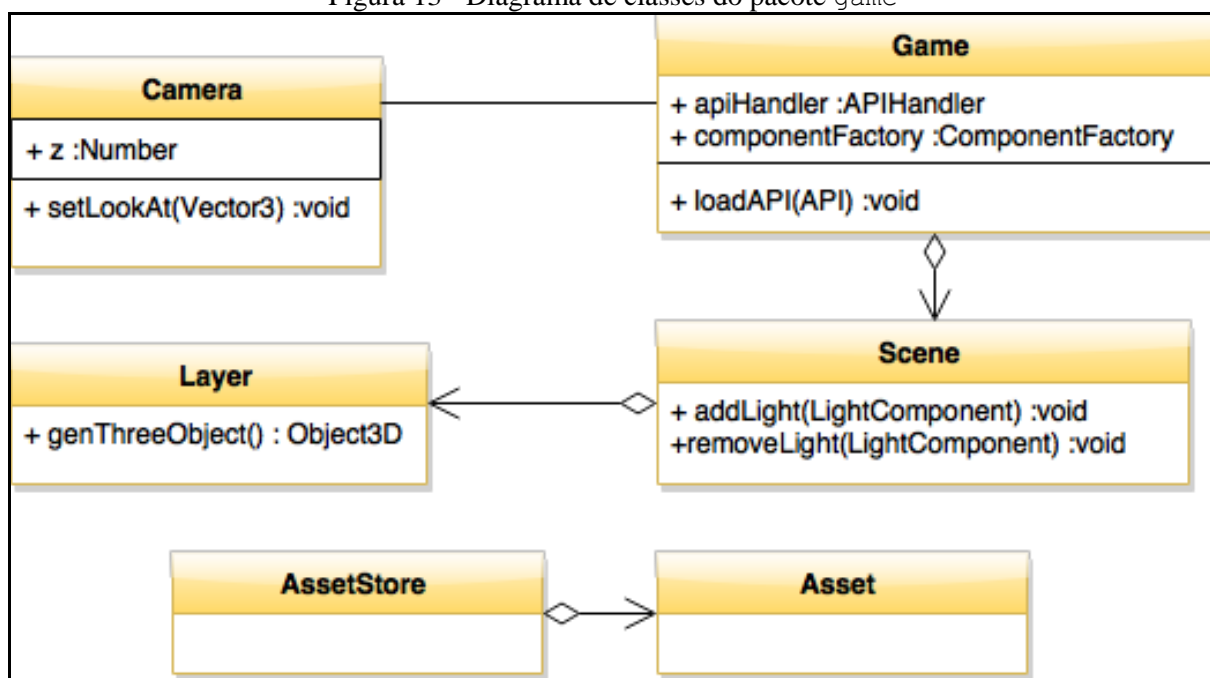 Figura 13 - Diagrama de classes do pacote game
Camera
+ z :Number
+ setLookAt(Vector3) :void
Game
+ apiHandler :APIHandler
+ componentFactory :ComponentFactory
+ loadAPI(API) :void
Layer
+ genThreeObject() : Object3D
Scene
+ addLight(LightComponent) :void
+removeLight(LightComponent) :void
AssetStore
Asset